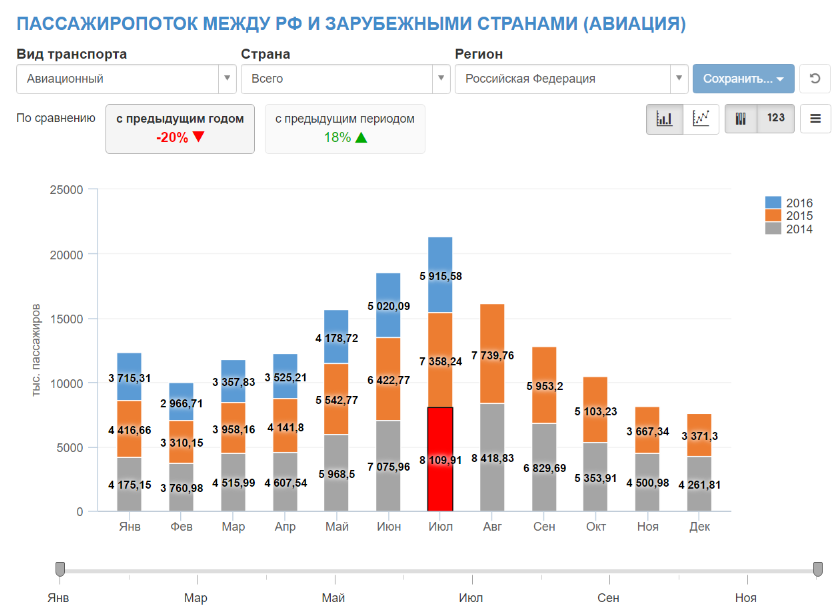 ПАССАЖИРОПОТОК МЕЖДУ РФ И ЗАРУБЕЖНЫМИ СТРАНАМИ (АВИАЦИЯ)
Вид транспорта Страна Регион
Авиационный Всего Российская Федерация Сохранить...
По сравнению с предыдущим годом с предыдущим периодом 123
-20% 18%
25000
20000
15000
10000
5000
0
тыс. пассажиров
2016
2015
2014
3 715,31 2 966,71 3 357,83 3 525,21 4 178,72 5 020,09 5 915,58
4 416,66 3 310,15 3 958,16 4 141,8 5 542,77 6 422,77 7 358,24 7 739,76 5 953,2 5 103,23 3 667,34 3 371,3
4 175,15 3 760,98 4 515,99 4 607,54 5 968,5 7 075,96 8 109,91 8 418,83 6 829,69 5 353,91 4 500,98 4 261,81
Янв Фев Мар Апр Май Июн Июл Авг Сен Окт Ноя Дек
Янв Мар Май Июл Сен Ноя